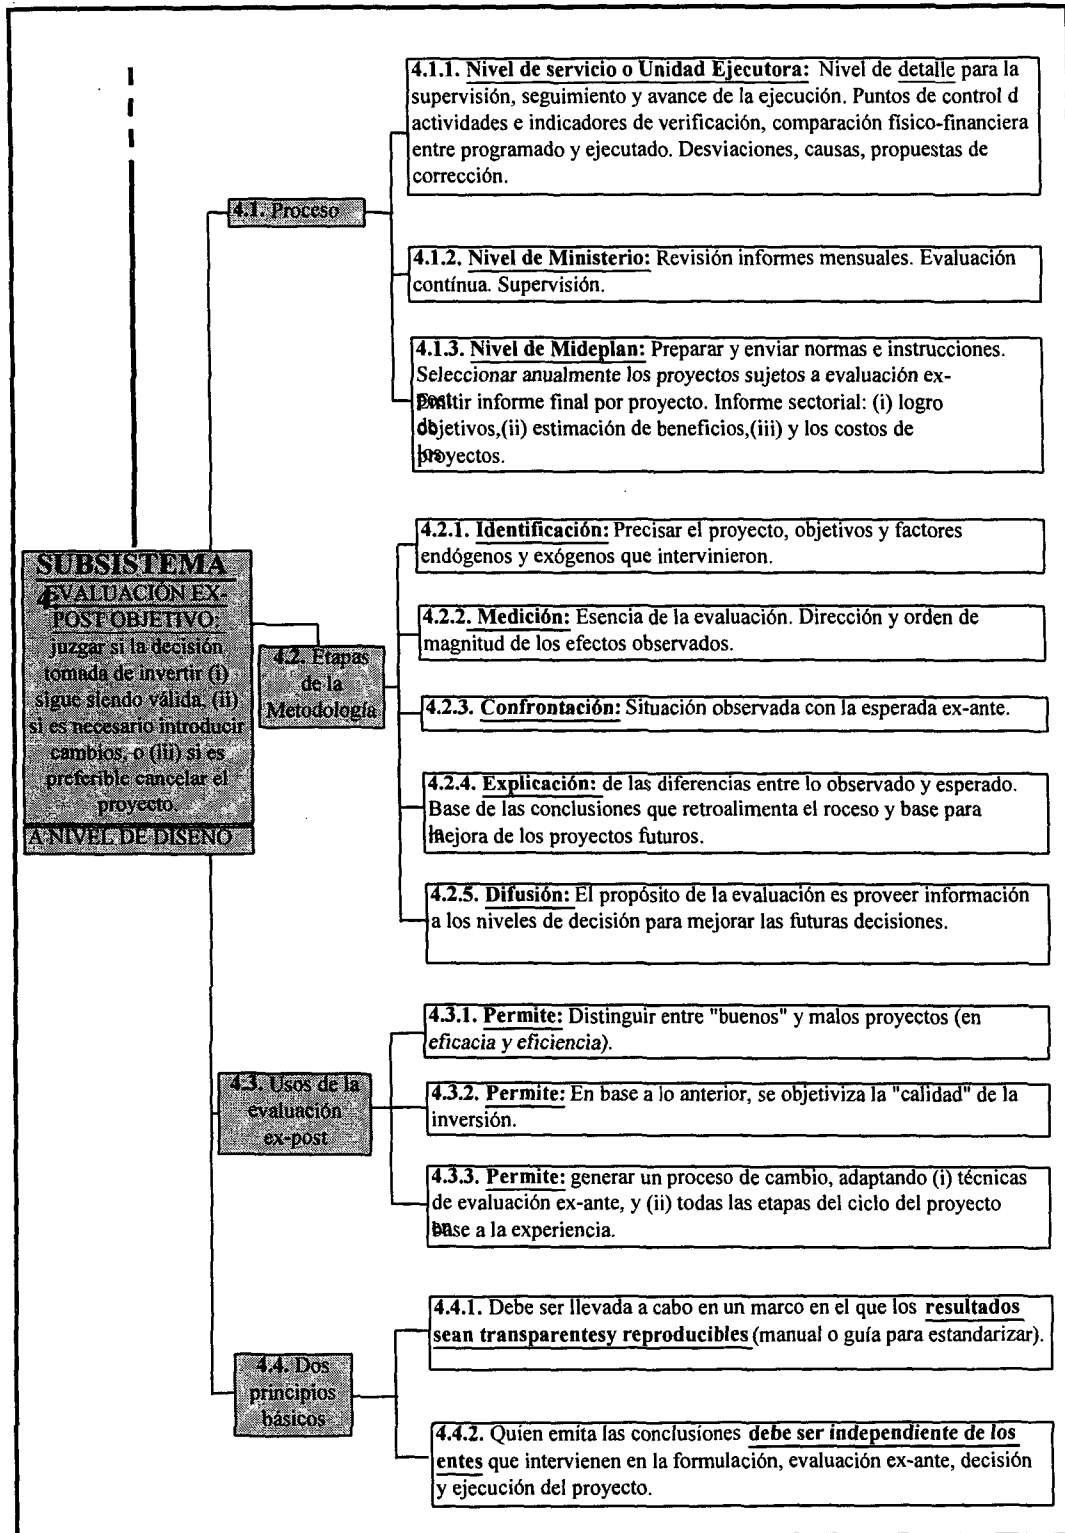 4.1.1. Nivel de servicio o Unidad Ejecutora: Nivel de detalle para la
supervisión, seguimiento y avance de la ejecución. Puntos de control d
actividades e indicadores de verificación, comparación físico-financiera
entre programado y ejecutado. Desviaciones, causas, propuestas de
corrección.
4.1. Proceso
4.1.2. Nivel de Ministerio: Revisión informes mensuales. Evaluación
contínua. Supervisión.
4.1.3. Nivel de Mideplan: Preparar y enviar normas e instrucciones.
Seleccionar anualmente los proyectos sujetos a evaluación ex-
post.
Emitir informe final por proyecto. Informe sectorial: (i) logro
de
objetivos,(ii) estimación de beneficios,(iii) y los costos de
los
proyectos.
SUBSISTEMA
4.
EVALUACIÓN EX-
POST OBJETIVO:
juzgar si la decisión
tomada de invertir (i)
sigue siendo válida, (ii)
si es necesario introducir
cambios, o (iii) si es
preferible cancelar el
proyecto.
A NIVEL DE DISEÑO
4.2. Etapas
de la
Metodología
4.2.1. Identificación: Precisar el proyecto, objetivos y factores
endógenos y exógenos que intervinieron.
4.2.2. Medición: Esencia de la evaluación. Dirección y orden de
magnitud de los efectos observados.
4.2.3. Confrontación: Situación observada con la esperada ex-ante.
4.2.4. Explicación: de las diferencias entre lo observado y esperado.
Base de las conclusiones que retroalimenta el roceso y base para
la
mejora de los proyectos futuros.
4.2.5. Difusión: El propósito de la evaluación es proveer información
a los niveles de decisión para mejorar las futuras decisiones.
4.3. Usos de la
evaluación
ex-post
4.3.1. Permite: Distinguir entre "buenos" y malos proyectos (en
eficacia y eficiencia).
4.3.2. Permite: En base a lo anterior, se objetiviza la "calidad" de la
inversión.
4.3.3. Permite: generar un proceso de cambio, adaptando (i) técnicas
de evaluación ex-ante, y (ii) todas las etapas del ciclo del proyecto
en
base a la experiencia.
4.4. Dos
principios
básicos
4.4.1. Debe ser llevada a cabo en un marco en el que los resultados
sean transparentesy reproducibles (manual o guía para estandarizar).
4.4.2. Quien emita las conclusiones debe ser independiente de los
entes que intervienen en la formulación, evaluación ex-ante, decisión
y ejecución del proyecto.